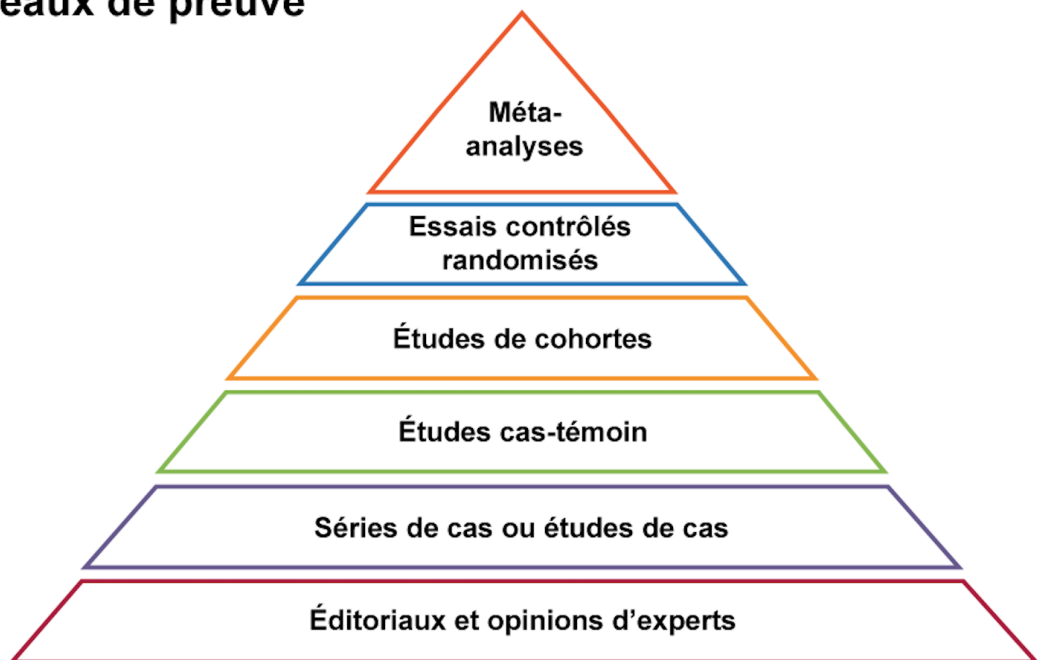 eaux de preuve
Méta-
analyses
Essais contrôlés
randomisés
Études de cohortes
Études cas-témoin
Séries de cas ou études de cas
Éditoriaux et opinions d’experts